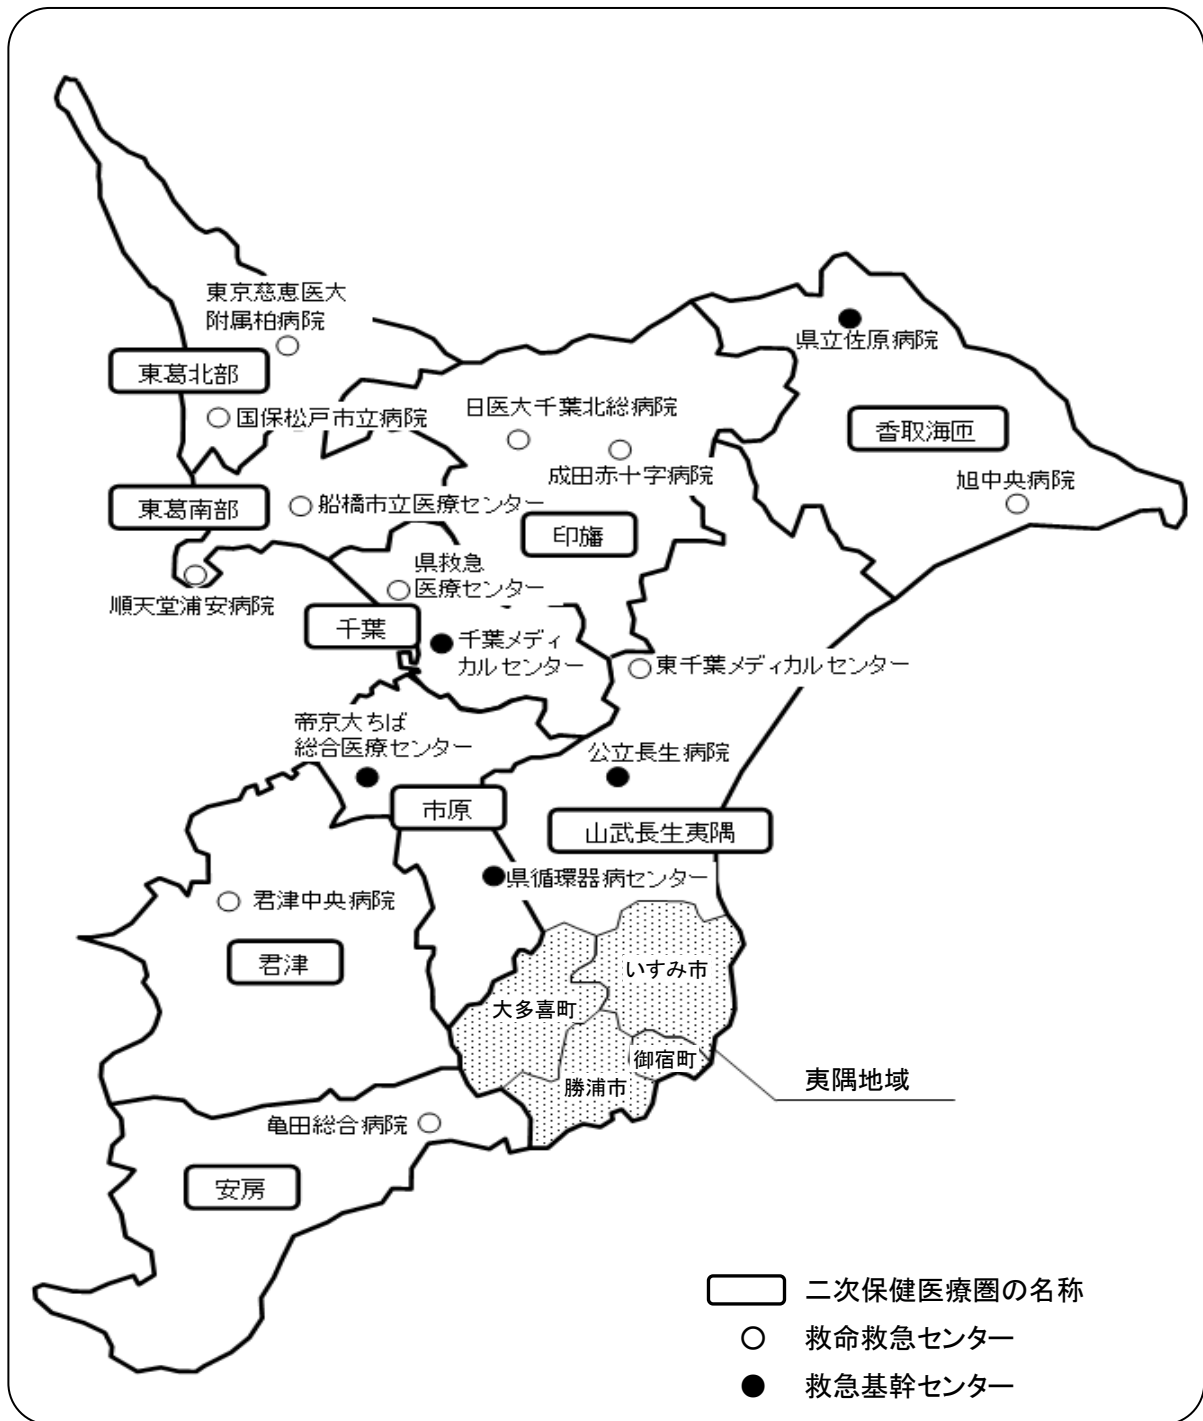 東京慈恵医大
附属柏病院
東葛北部
国保松戸市立病院
日医大千葉北総病院
成田赤十字病院
県立佐原病院
香取海匝
旭中央病院
東葛南部
船橋市立医療センター
印旛
県救急
医療センター
順天堂浦安病院
千葉
千葉メディ
カルセンター
東千葉メディカルセンター
帝京大ちば
総合医療センター
公立長生病院
市原
山武長生夷隅
県循環器病センター
君津中央病院
君津
いすみ市
大多喜町
御宿町
勝浦市
夷隅地域
亀田総合病院
安房
二次保健医療圏の名称
救命救急センター
救急基幹センター